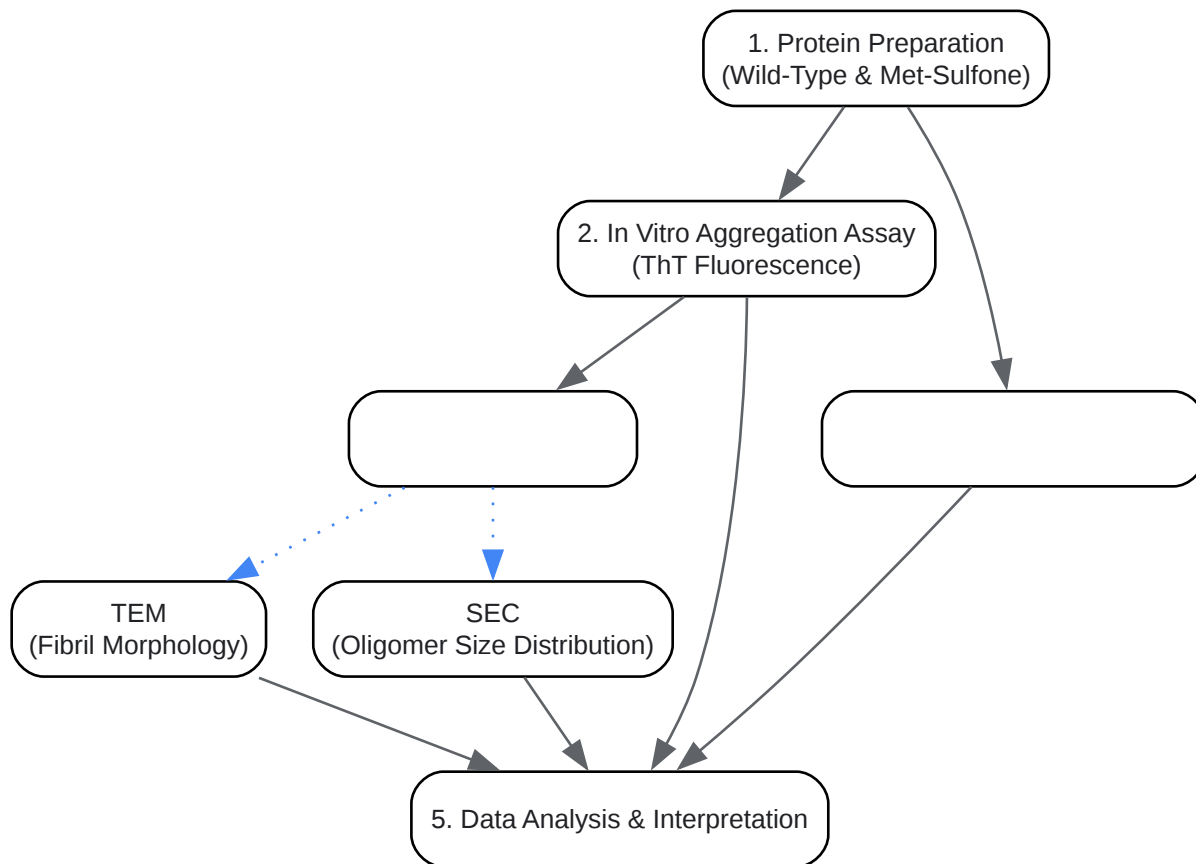 1. Protein Preparation
(Wild-Type & Met-Sulfone)
2. In Vitro Aggregation Assay
(ThT Fluorescence)
TEM
(Fibril Morphology)
SEC
(Oligomer Size Distribution)
5. Data Analysis & Interpretation